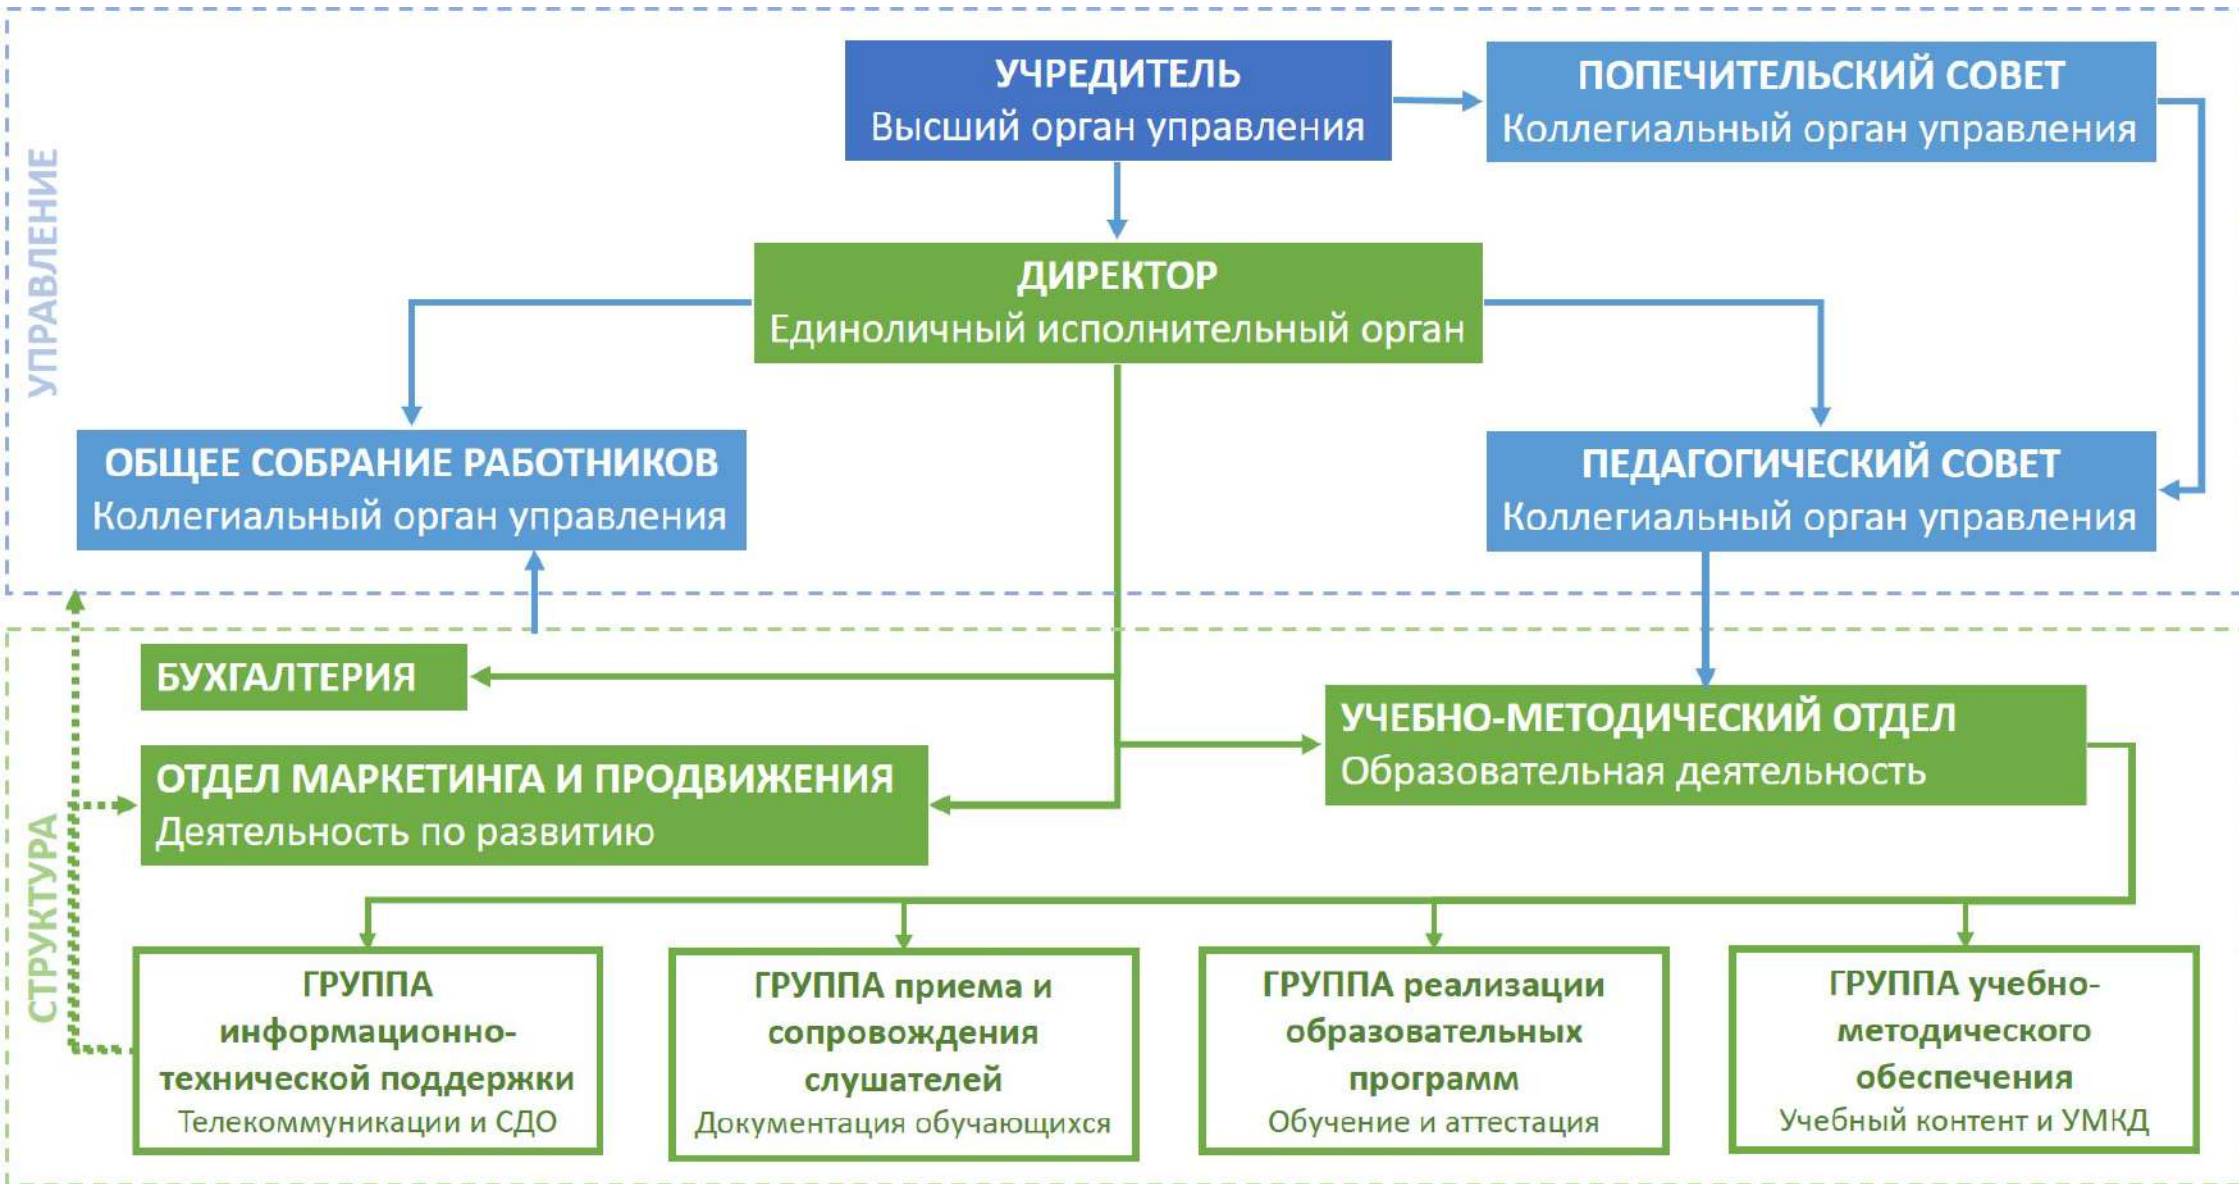 УПРАВЛЕНИЕ
УЧРЕДИТЕЛЬ
Высший орган управления
ПОПЕЧИТЕЛЬСКИЙ СОВЕТ
Коллегиальный орган управления
ДИРЕКТОР
Единоличный исполнительный орган
ОБЩЕЕ СОБРАНИЕ РАБОТНИКОВ
Коллегиальный орган управления
ПЕДАГОГИЧЕСКИЙ СОВЕТ
Коллегиальный орган управления
СТРУКТУРА
БУХГАЛТЕРИЯ
УЧЕБНО-МЕТОДИЧЕСКИЙ ОТДЕЛ
Образовательная деятельность
ОТДЕЛ МАРКЕТИНГА И ПРОДВИЖЕНИЯ
Деятельность по развитию
ГРУППА
информационно-
технической поддержки
Телекоммуникации и СДО
ГРУППА приема и
сопровождения
слушателей
Документация обучающихся
ГРУППА реализации
образовательных
программ
Обучение и аттестация
ГРУППА учебно-
методического
обеспечения
Учебный контент и УМКД